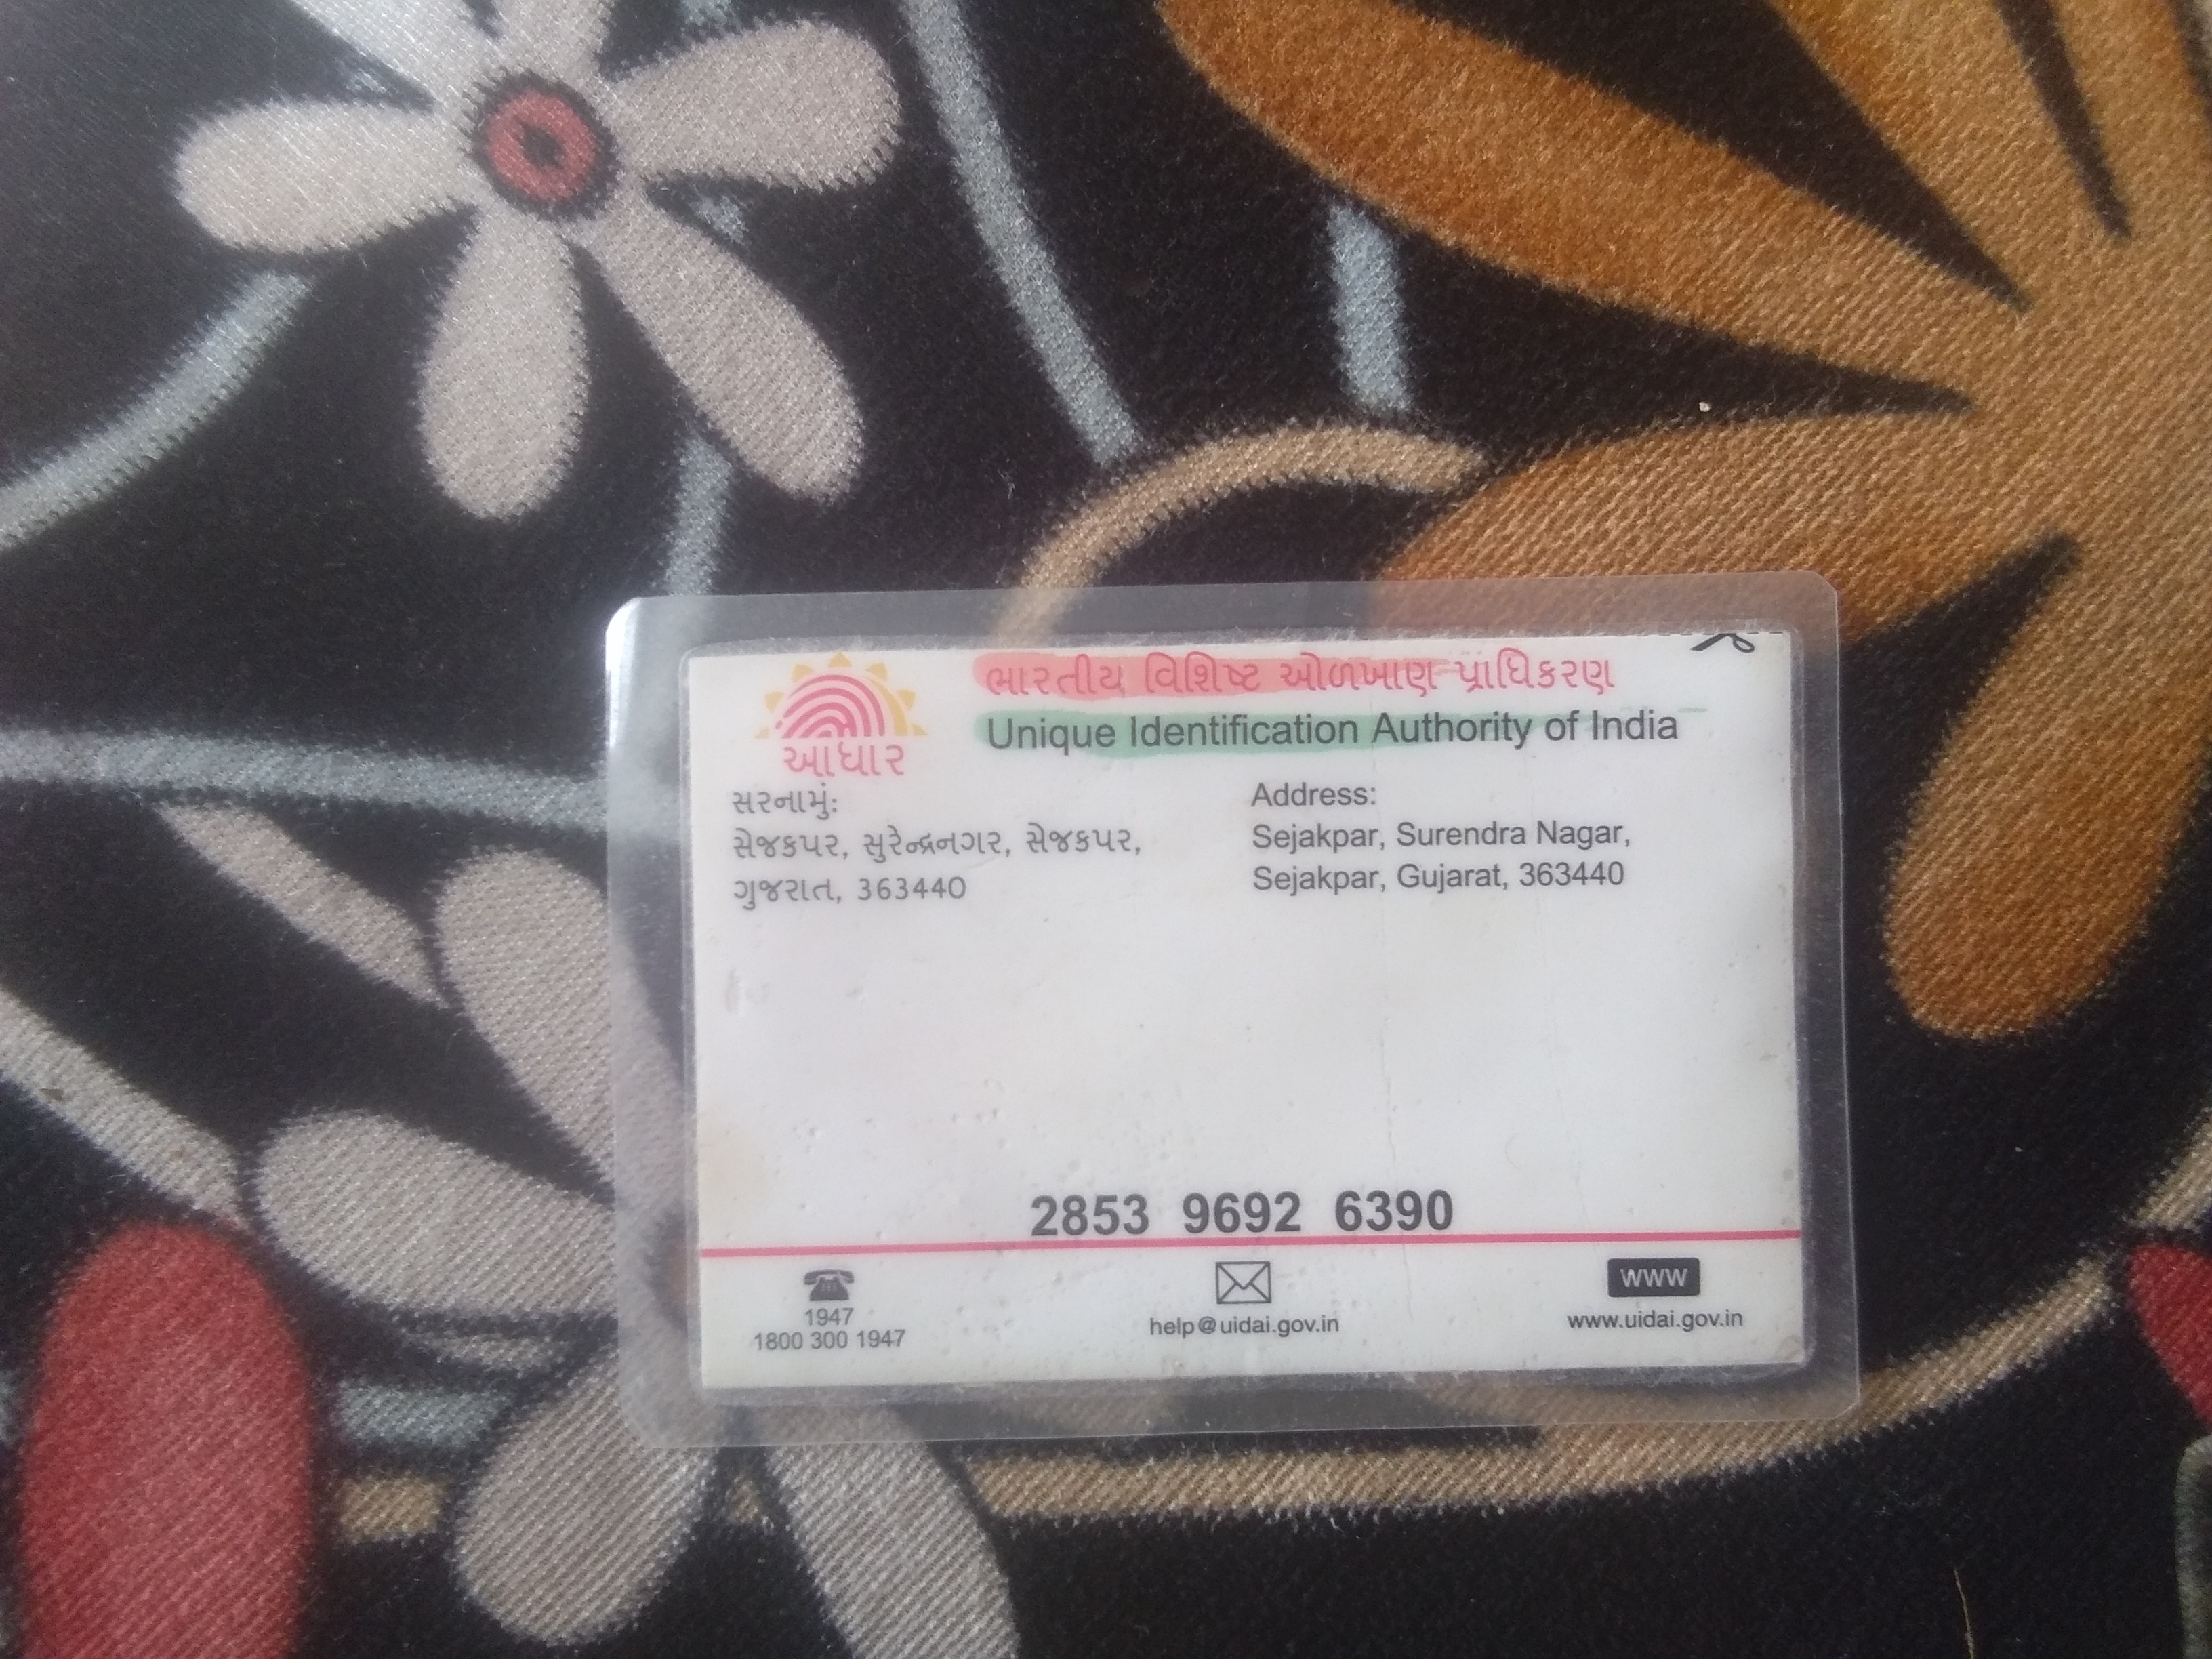 આધાર
ભારતીય વિશિષ્ટ ઓળખાણ પ્રાધિકરણ
Unique Identification Authority of India
સરનામું:
સેજકપર, સુરેન્દ્રનગર, સેજકપર,
ગુજરાત, 363440
Address:
Sejakpar, Surendra Nagar,
Sejakpar, Gujarat, 363440
2853 9692 6390
1947
1800 300 1947
help@uidai.gov.in
www
www.uidai.gov.in